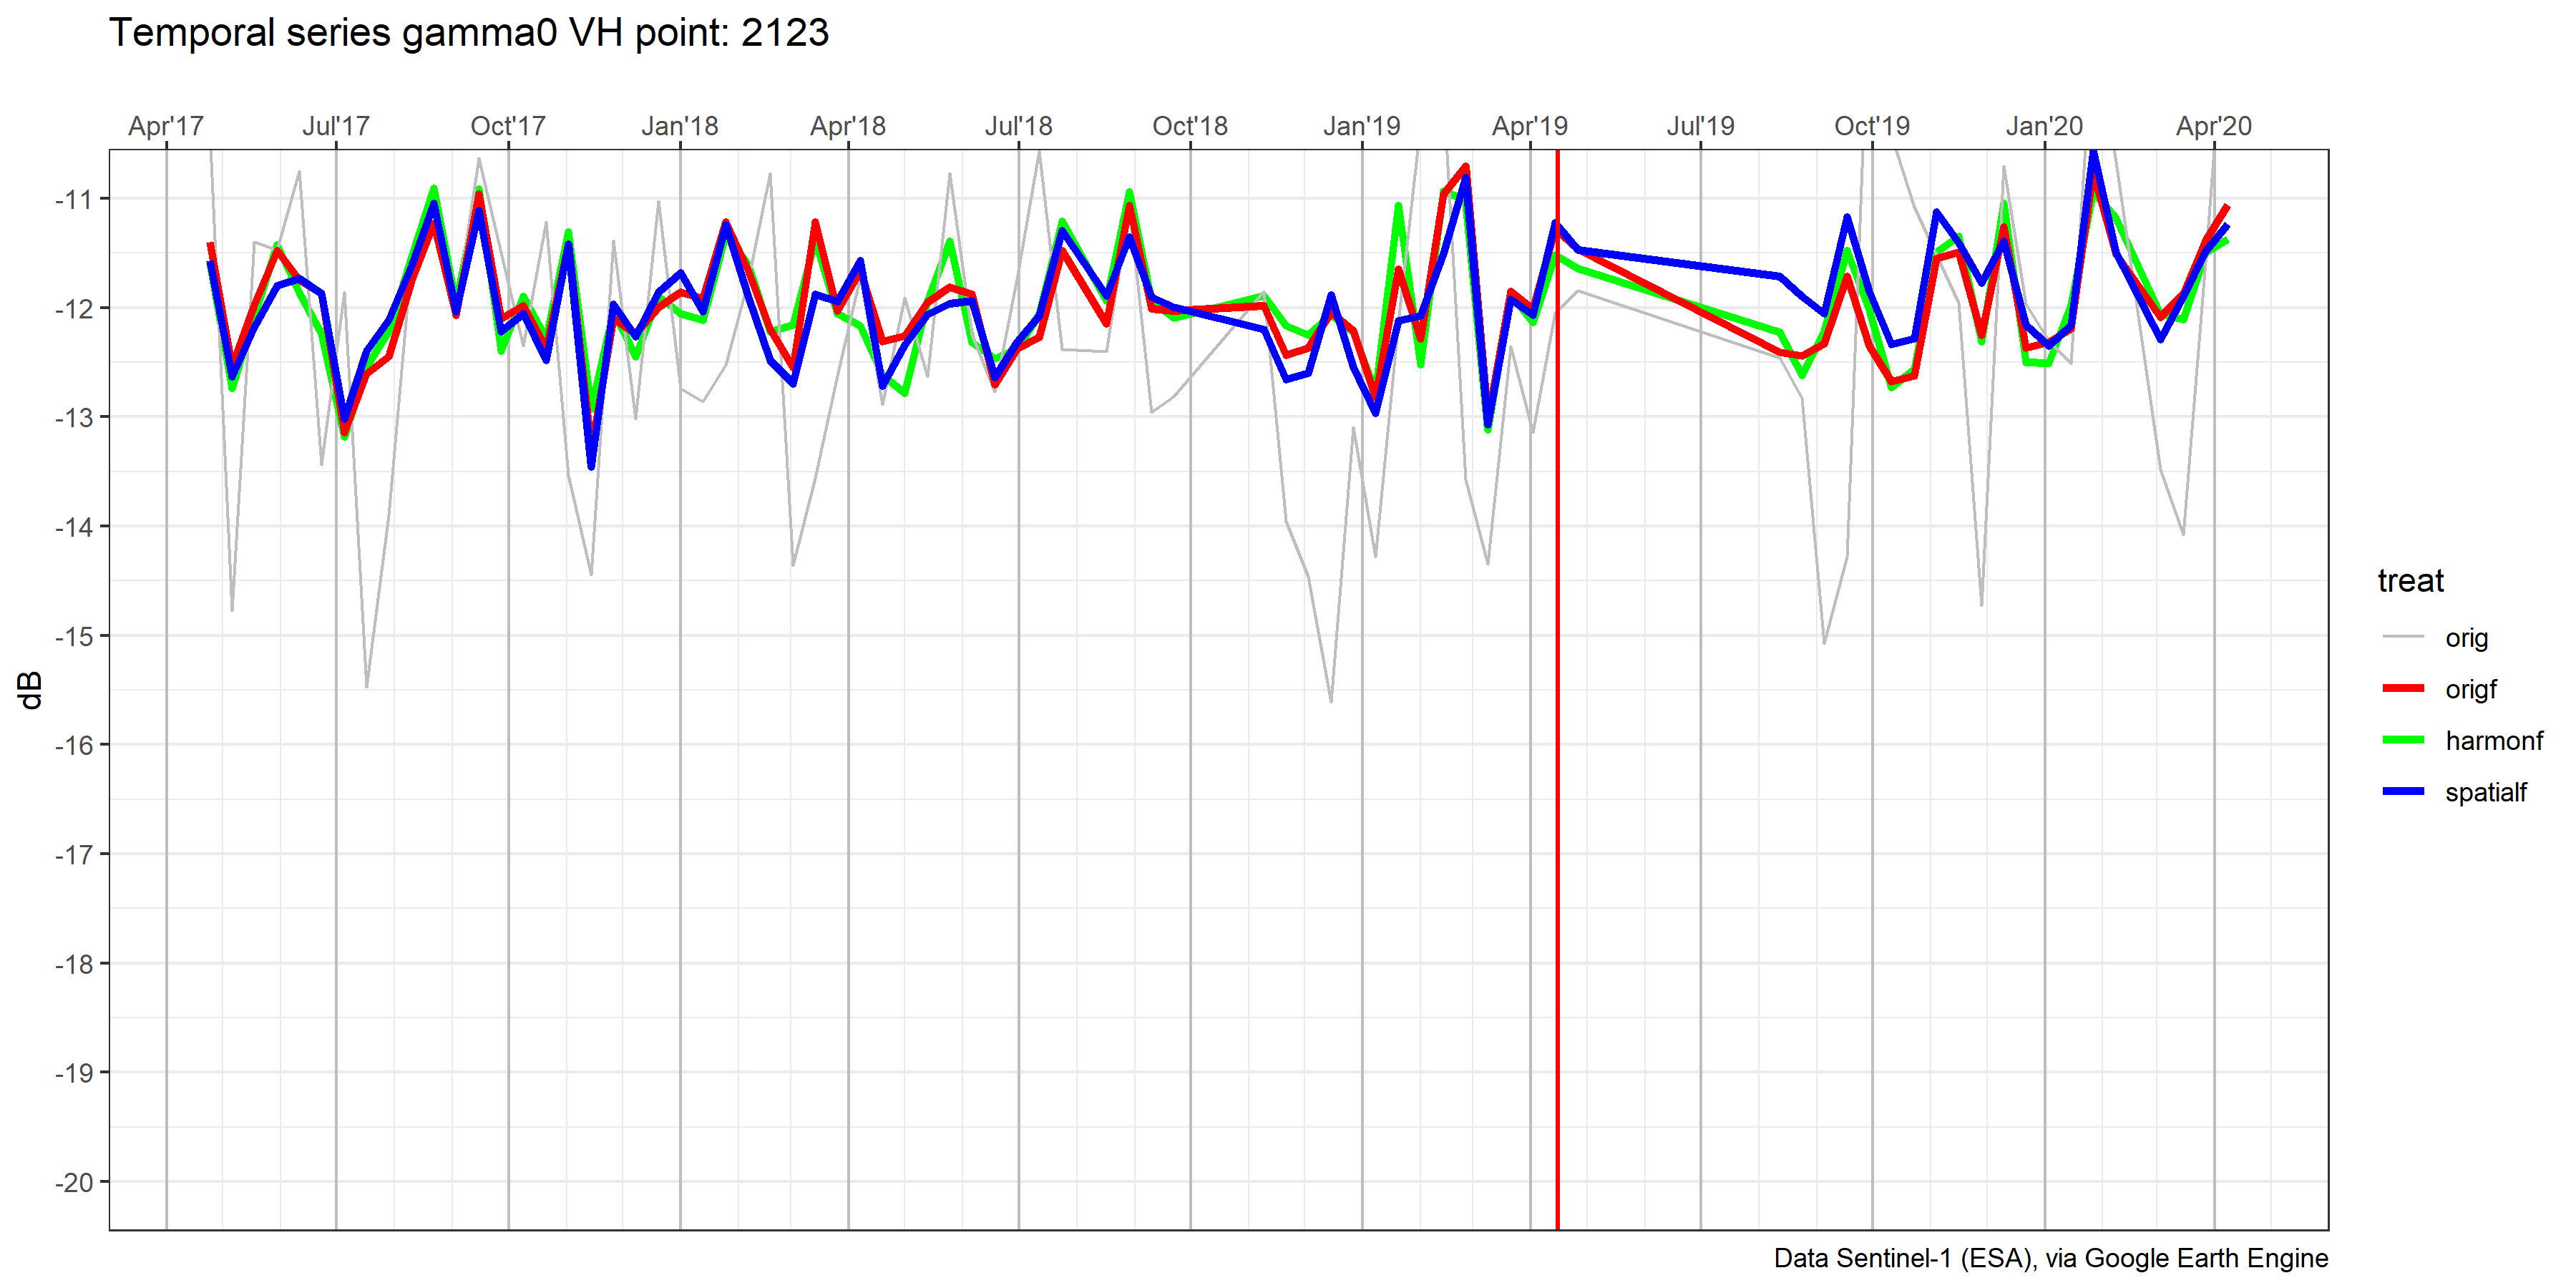 Temporal series gamma0 VH point: 2123
Apr'17 Jul'17 Oct'17 Jan'18 Apr'18 Jul'18 Oct'18 Jan'19 Apr'19 Jul'19 Oct'19 Jan'20 Apr'20
-11
-12
-13
-14
-15
-16
-17
-18
-19
-20
dB
treat
orig
origf
harmonf
spatialf
Data Sentinel-1 (ESA), via Google Earth Engine